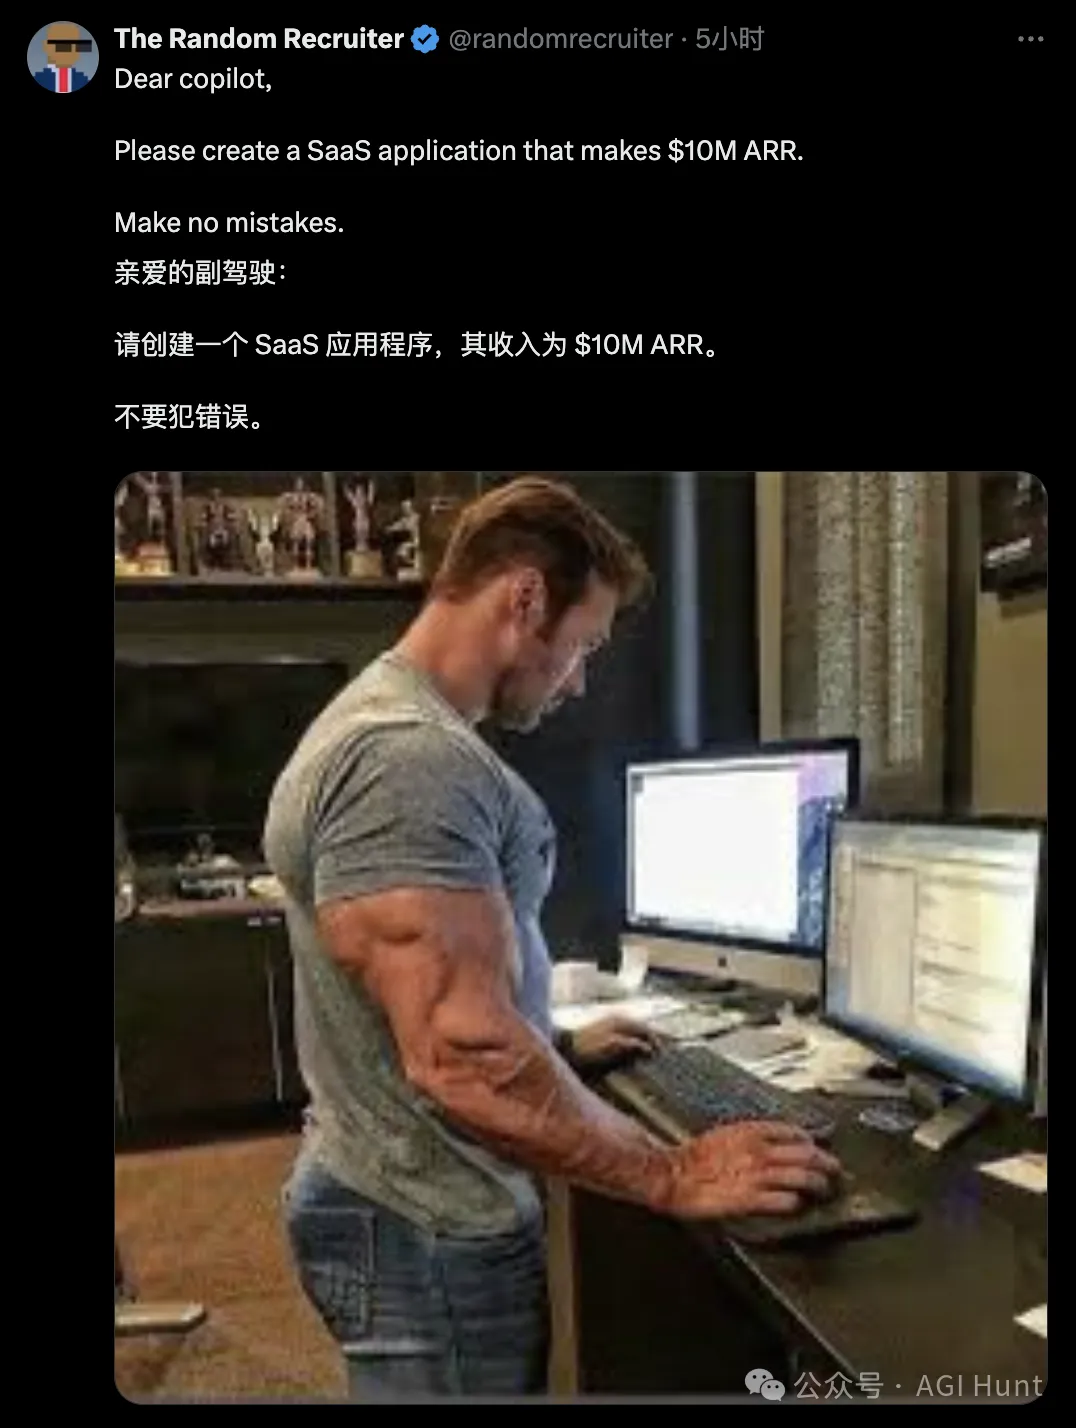 The Random Recruiter @randomrecruiter · 5小时
Dear copilot,
Please create a SaaS application that makes $10M ARR.
Make no mistakes.
亲爱的副驾驶：
请创建一个 SaaS 应用程序，其收入为 $10M ARR。
不要犯错误。
公众号 · AGI Hunt